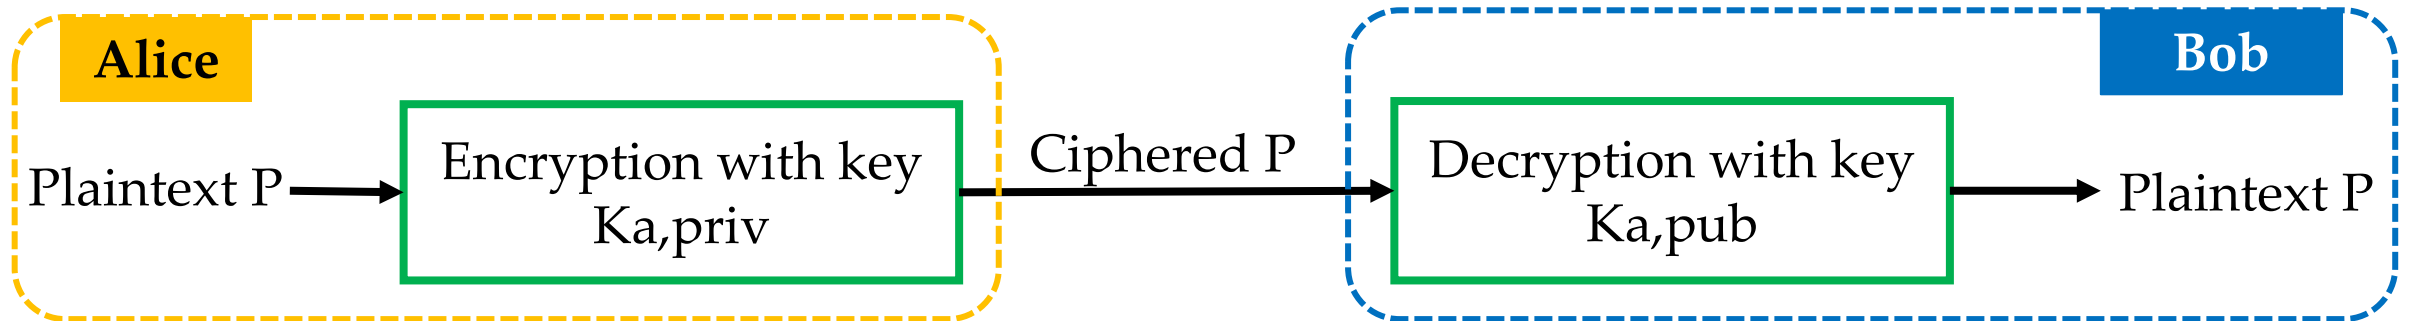 Alice
Bob
Plaintext P
Encryption with key
Ka,priv
Ciphered P
Decryption with key
Ka,pub
Plaintext P